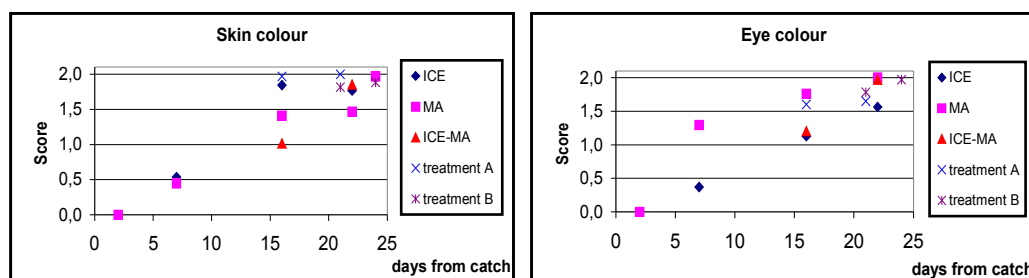 Skin colour
2,0
1,5
1,0
0,5
0,0
Score
0 5 10 15 20 25
days from catch
ICE
MA
ICE-MA
treatment A
treatment B
Eye colour
2,0
1,5
1,0
0,5
0,0
Score
0 5 10 15 20 25
days from catch
ICE
MA
ICE-MA
treatment A
treatment B